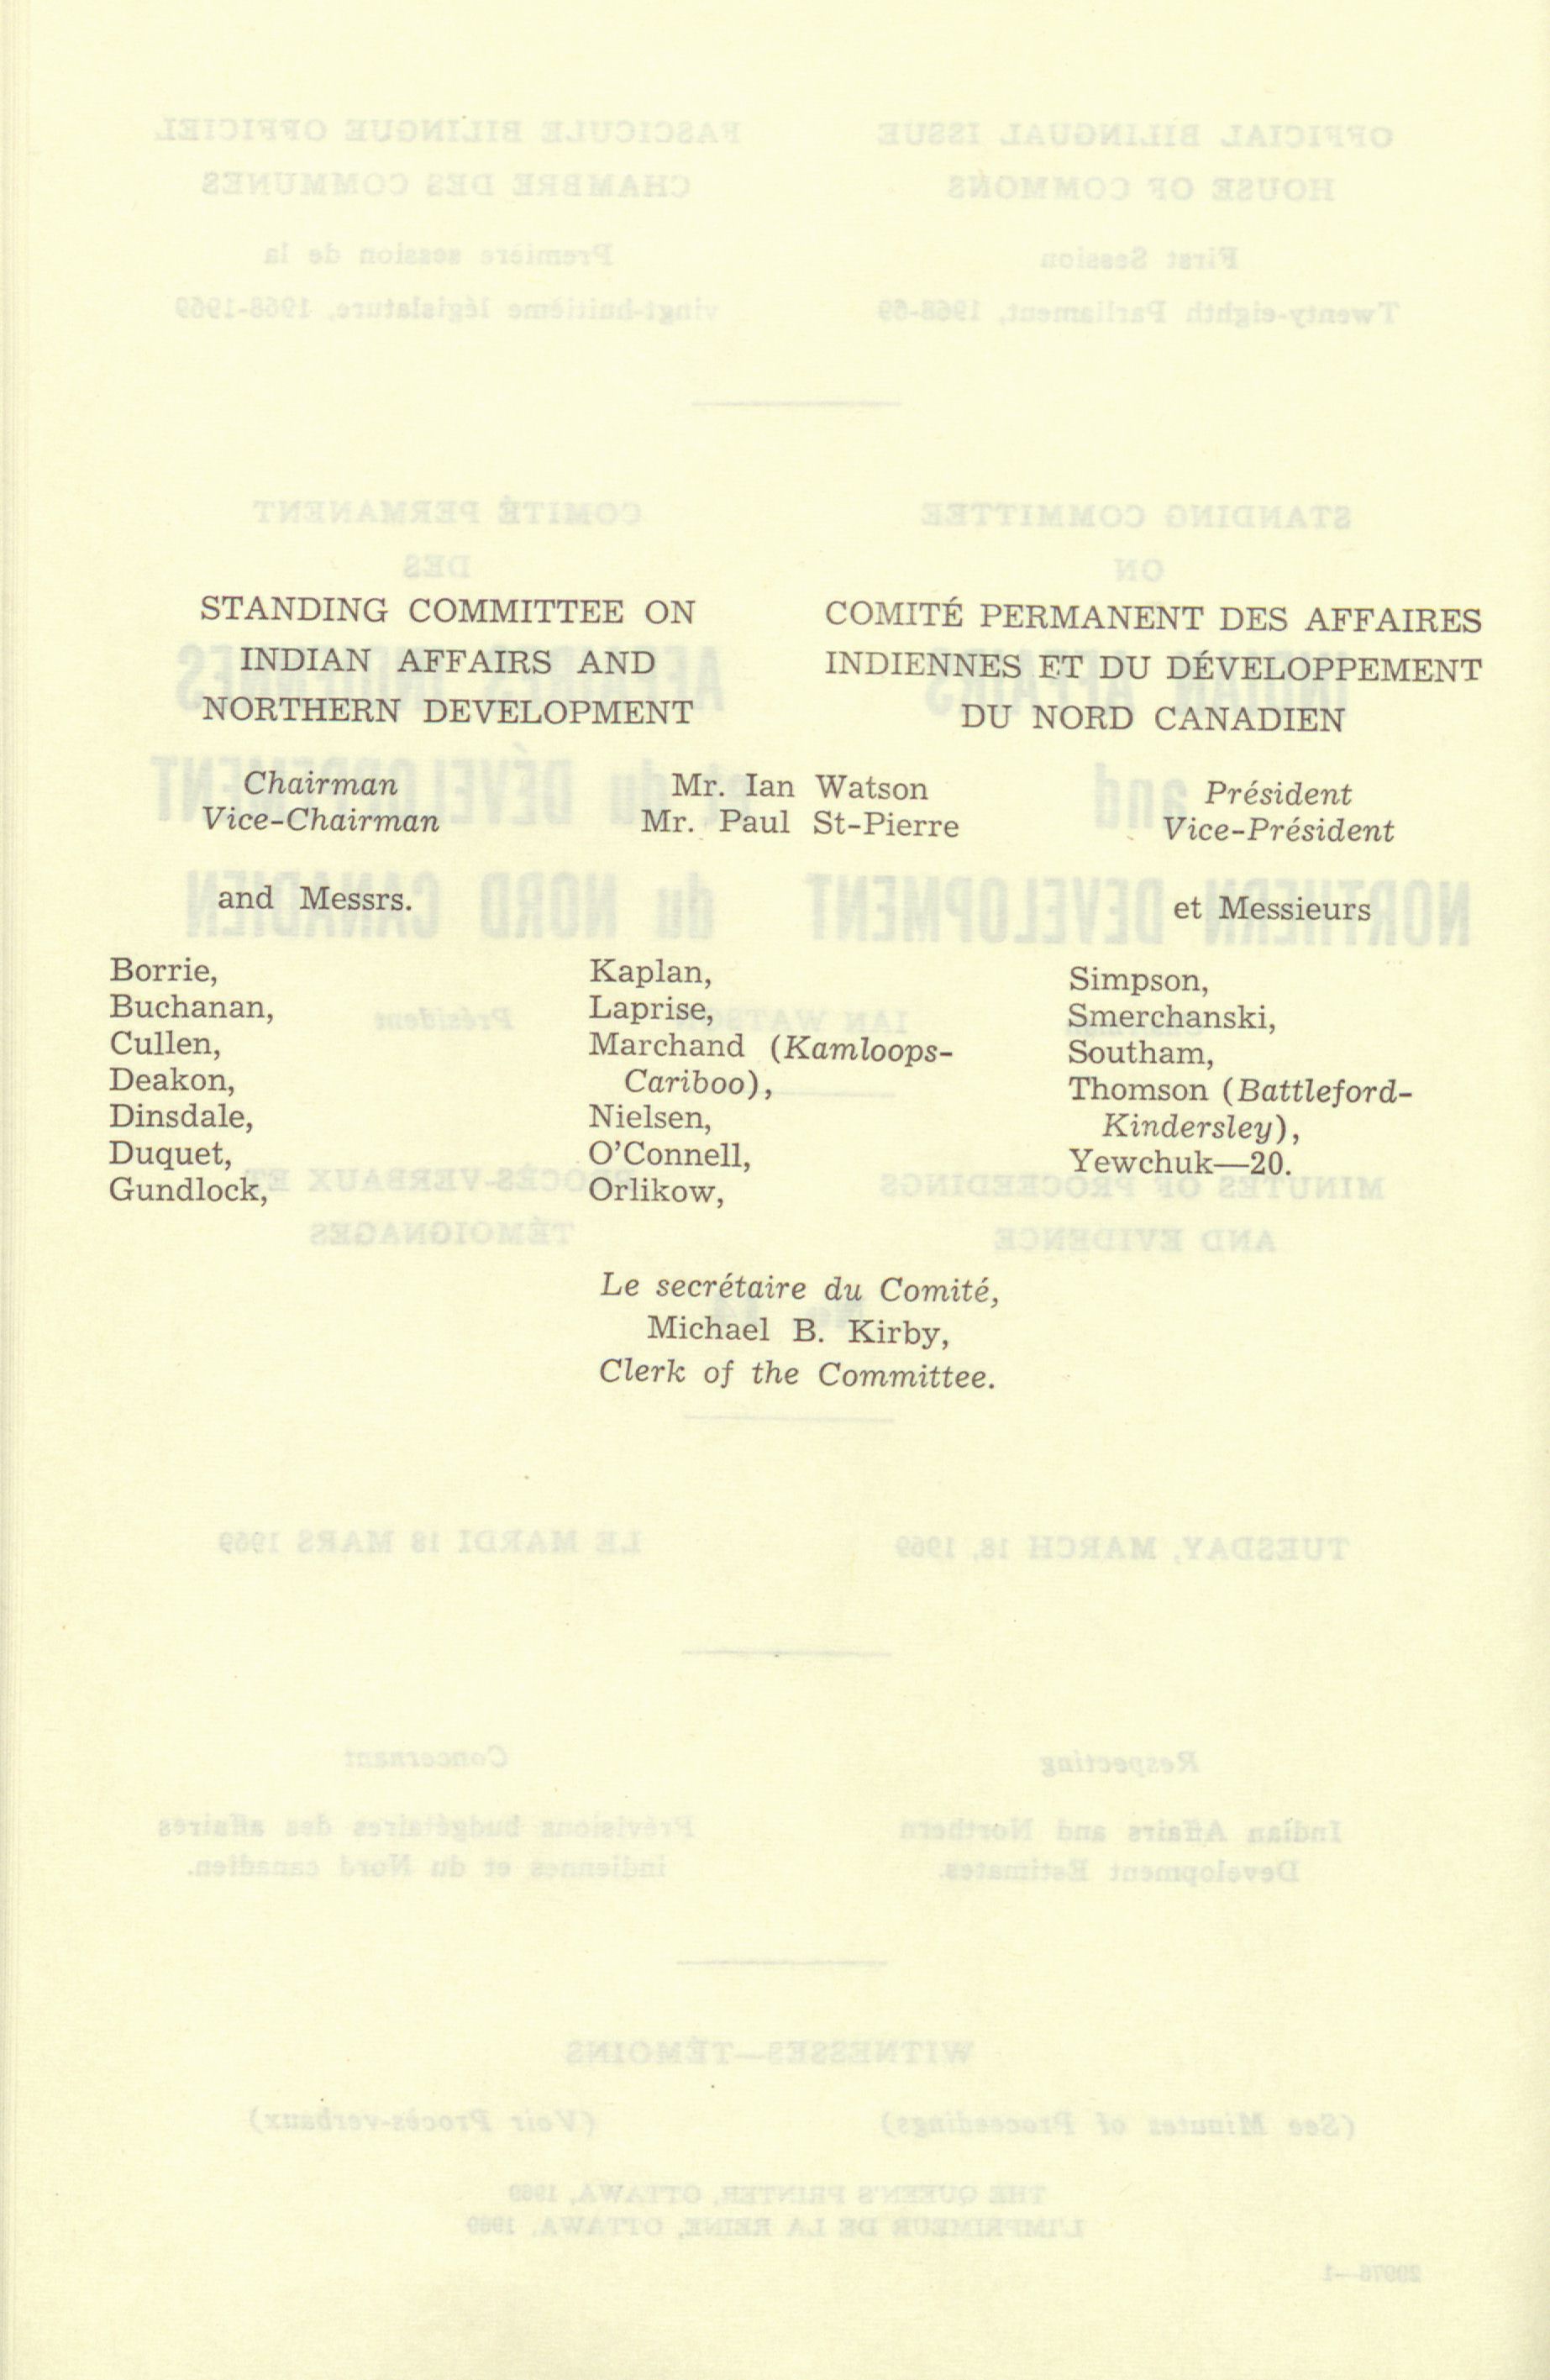 STANDING COMMITTEE ON
INDIAN AFFAIRS AND
NORTHERN DEVELOPMENT
COMITÉ PERMANENT DES AFFAIRES
INDIENNES ET DU DÉVELOPPEMENT
DU NORD CANADIEN
Chairman Mr. Ian Watson Président
Vice-Chairman Mr. Paul St-Pierre Vice-Président
and Messrs. et Messieurs
Borrie,
Buchanan,
Cullen,
Deakon,
Dinsdale,
Duquet,
Gundlock,
Kaplan,
Laprise,
Marchand (Kamloops-
Cariboo),
Nielsen,
O'Connell,
Orlikow,
Simpson,
Smerchanski,
Southam,
Thomson (Battleford-
Kindersley),
Yewchuk—20.
Le secrétaire du Comité,
Michael B. Kirby,
Clerk of the Committee.